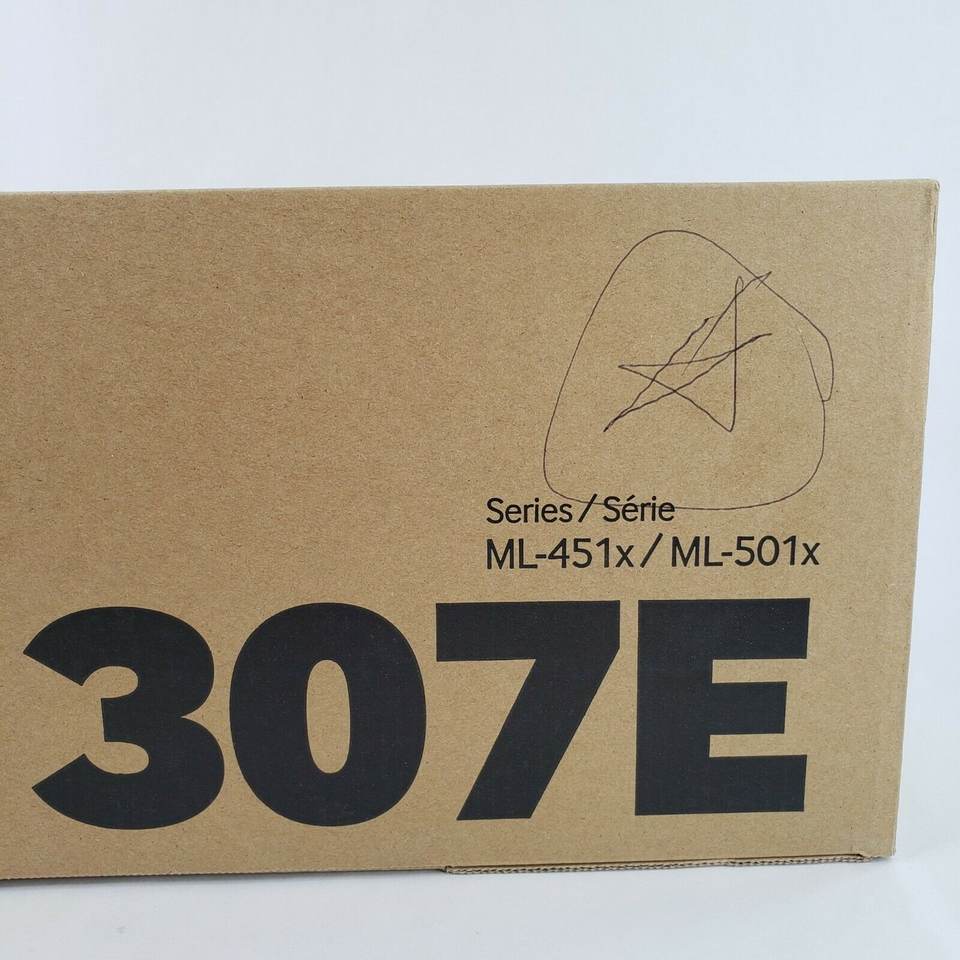 Series / Série
ML-451x / ML-501x
307E